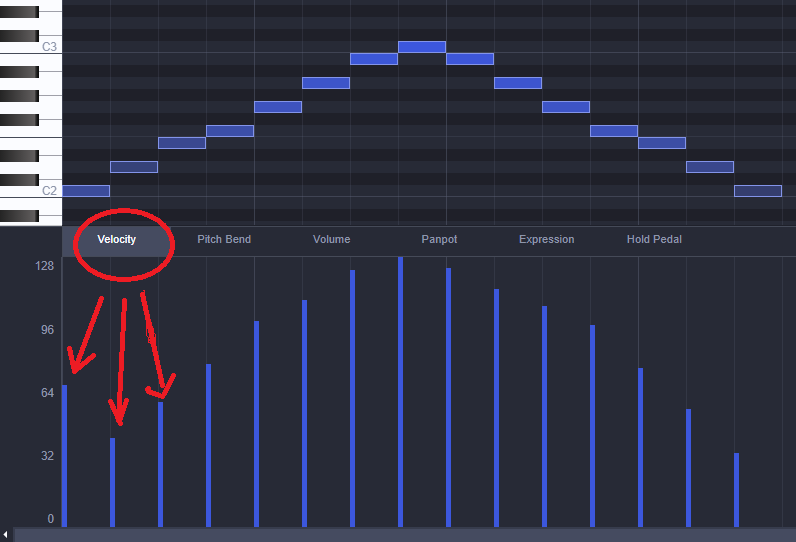 C3
C2
Velocity Pitch Bend Volume Panpot Expression Hold Pedal
128
96
64
32
0